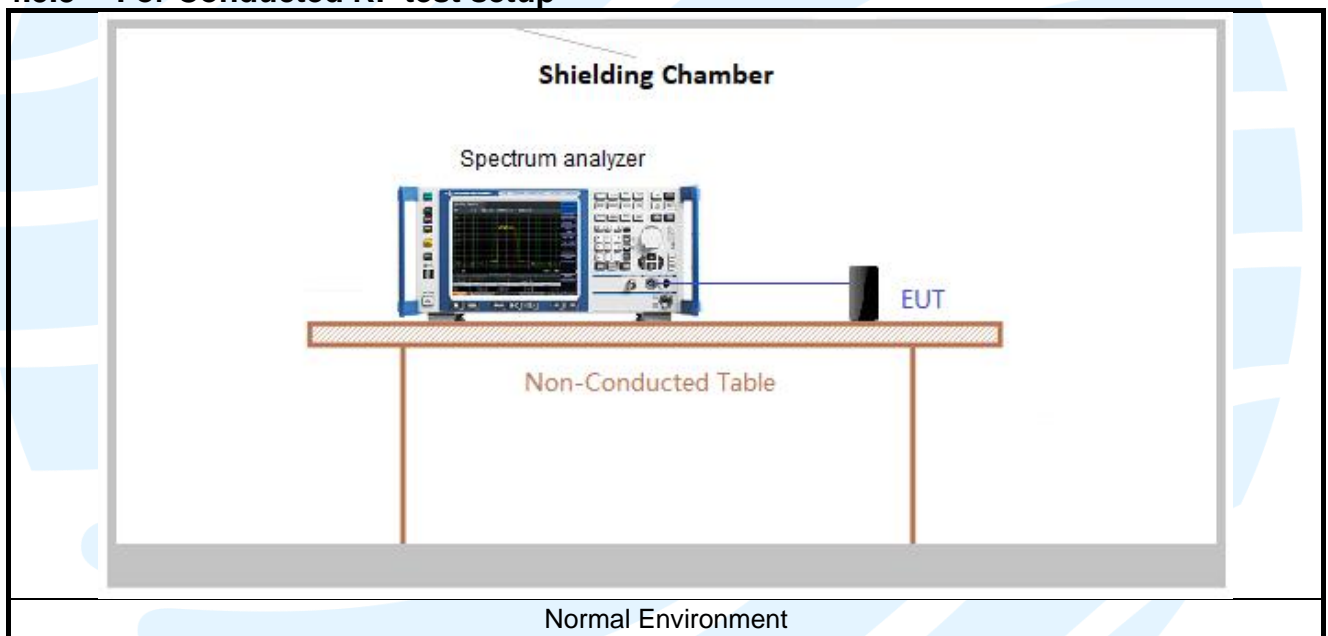 Shielding Chamber
Spectrum analyzer
EUT
Non-Conducted Table
Normal Environment